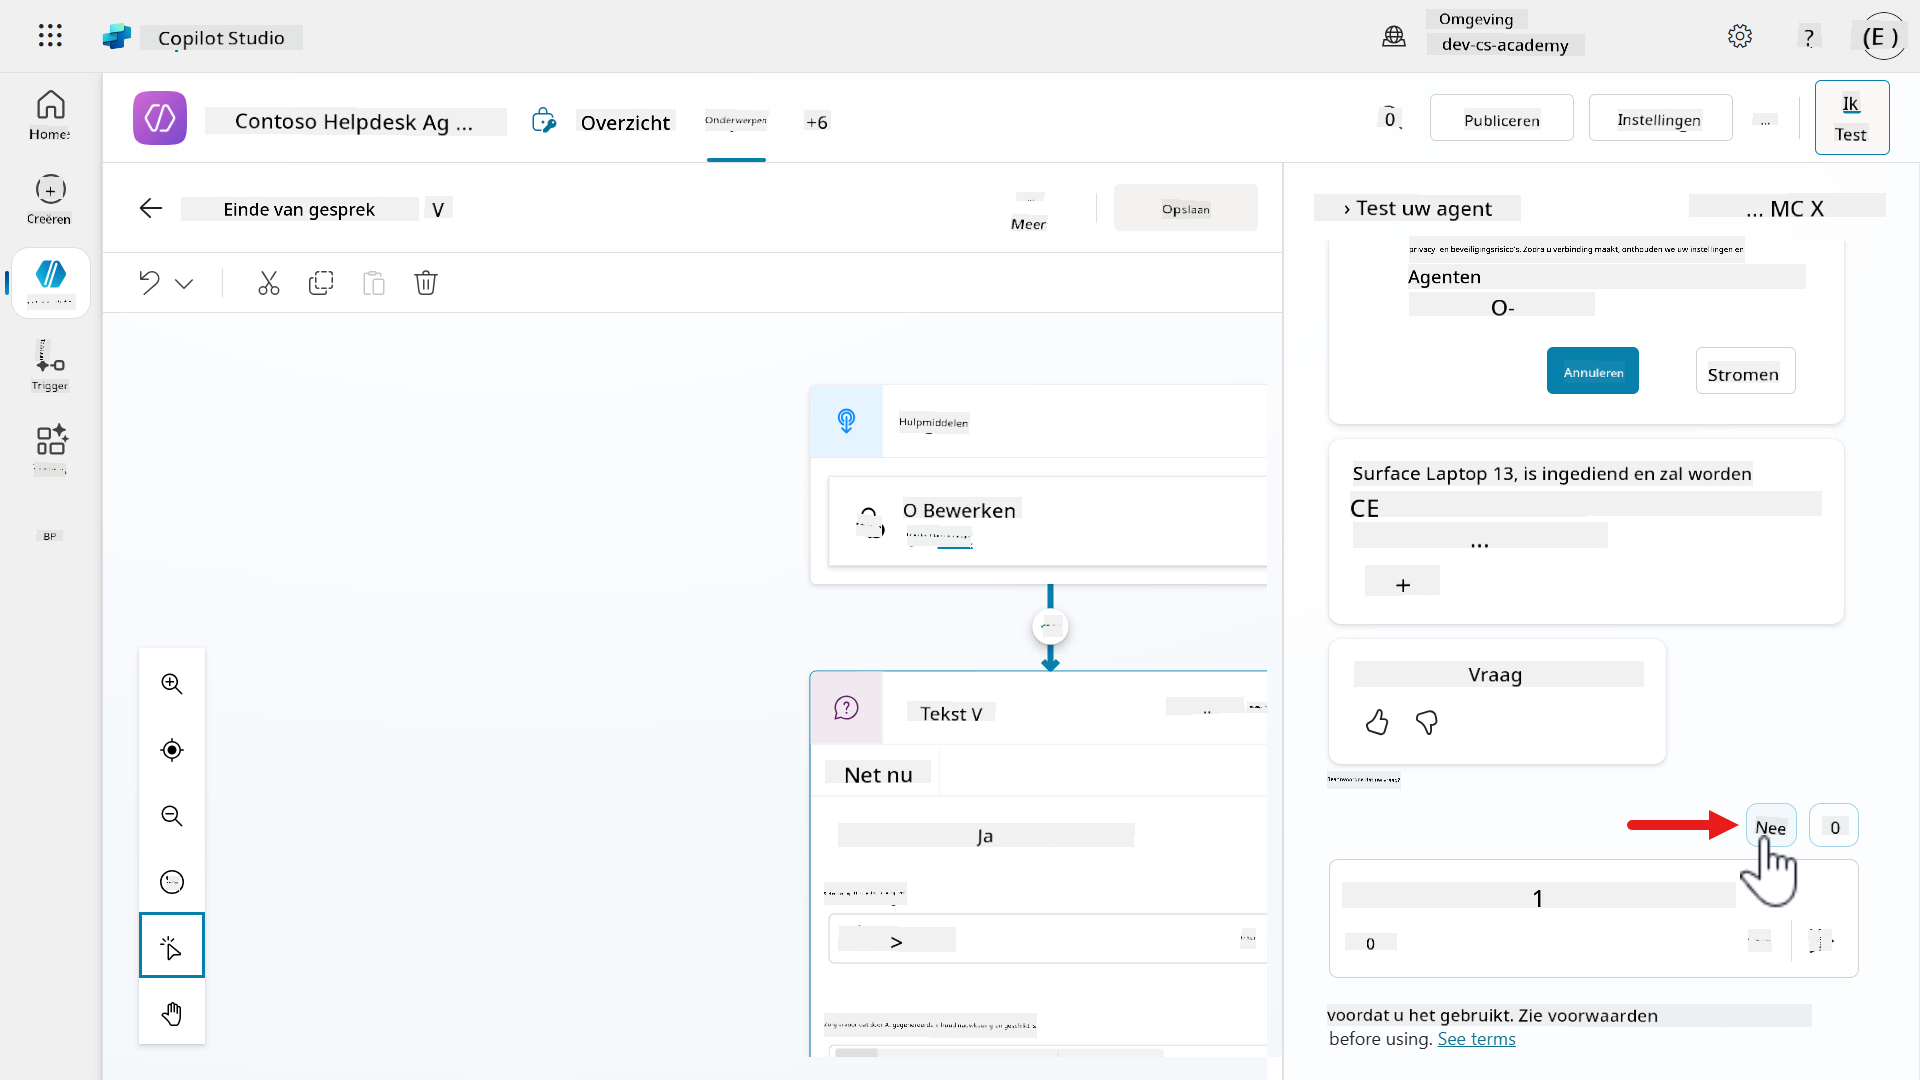 Copilot Studio
Omgeving
dev-cs-academy
?
(E )
Home
Contoso Helpdesk Ag ...
Overzicht
Onderwerpen
+6
0
Publiceren
Instellingen
...
Ik
Test
Creëren
Einde van gesprek
V
Meer
Opslaan
› Test uw agent
... MC X
privacy- en beveiligingsrisico's. Zodra u verbinding maakt, onthouden we uw instellingen en
Agenten
O-
Annuleren
Stromen
Trigger
Hulpmiddelen
O Bewerken
Surface Laptop 13, is ingediend en zal worden
CE
...
+
BP
Vraag
Tekst V
Net nu
Ja
Nee
0
1
>
0
voordat u het gebruikt. Zie voorwaarden
before using. See terms